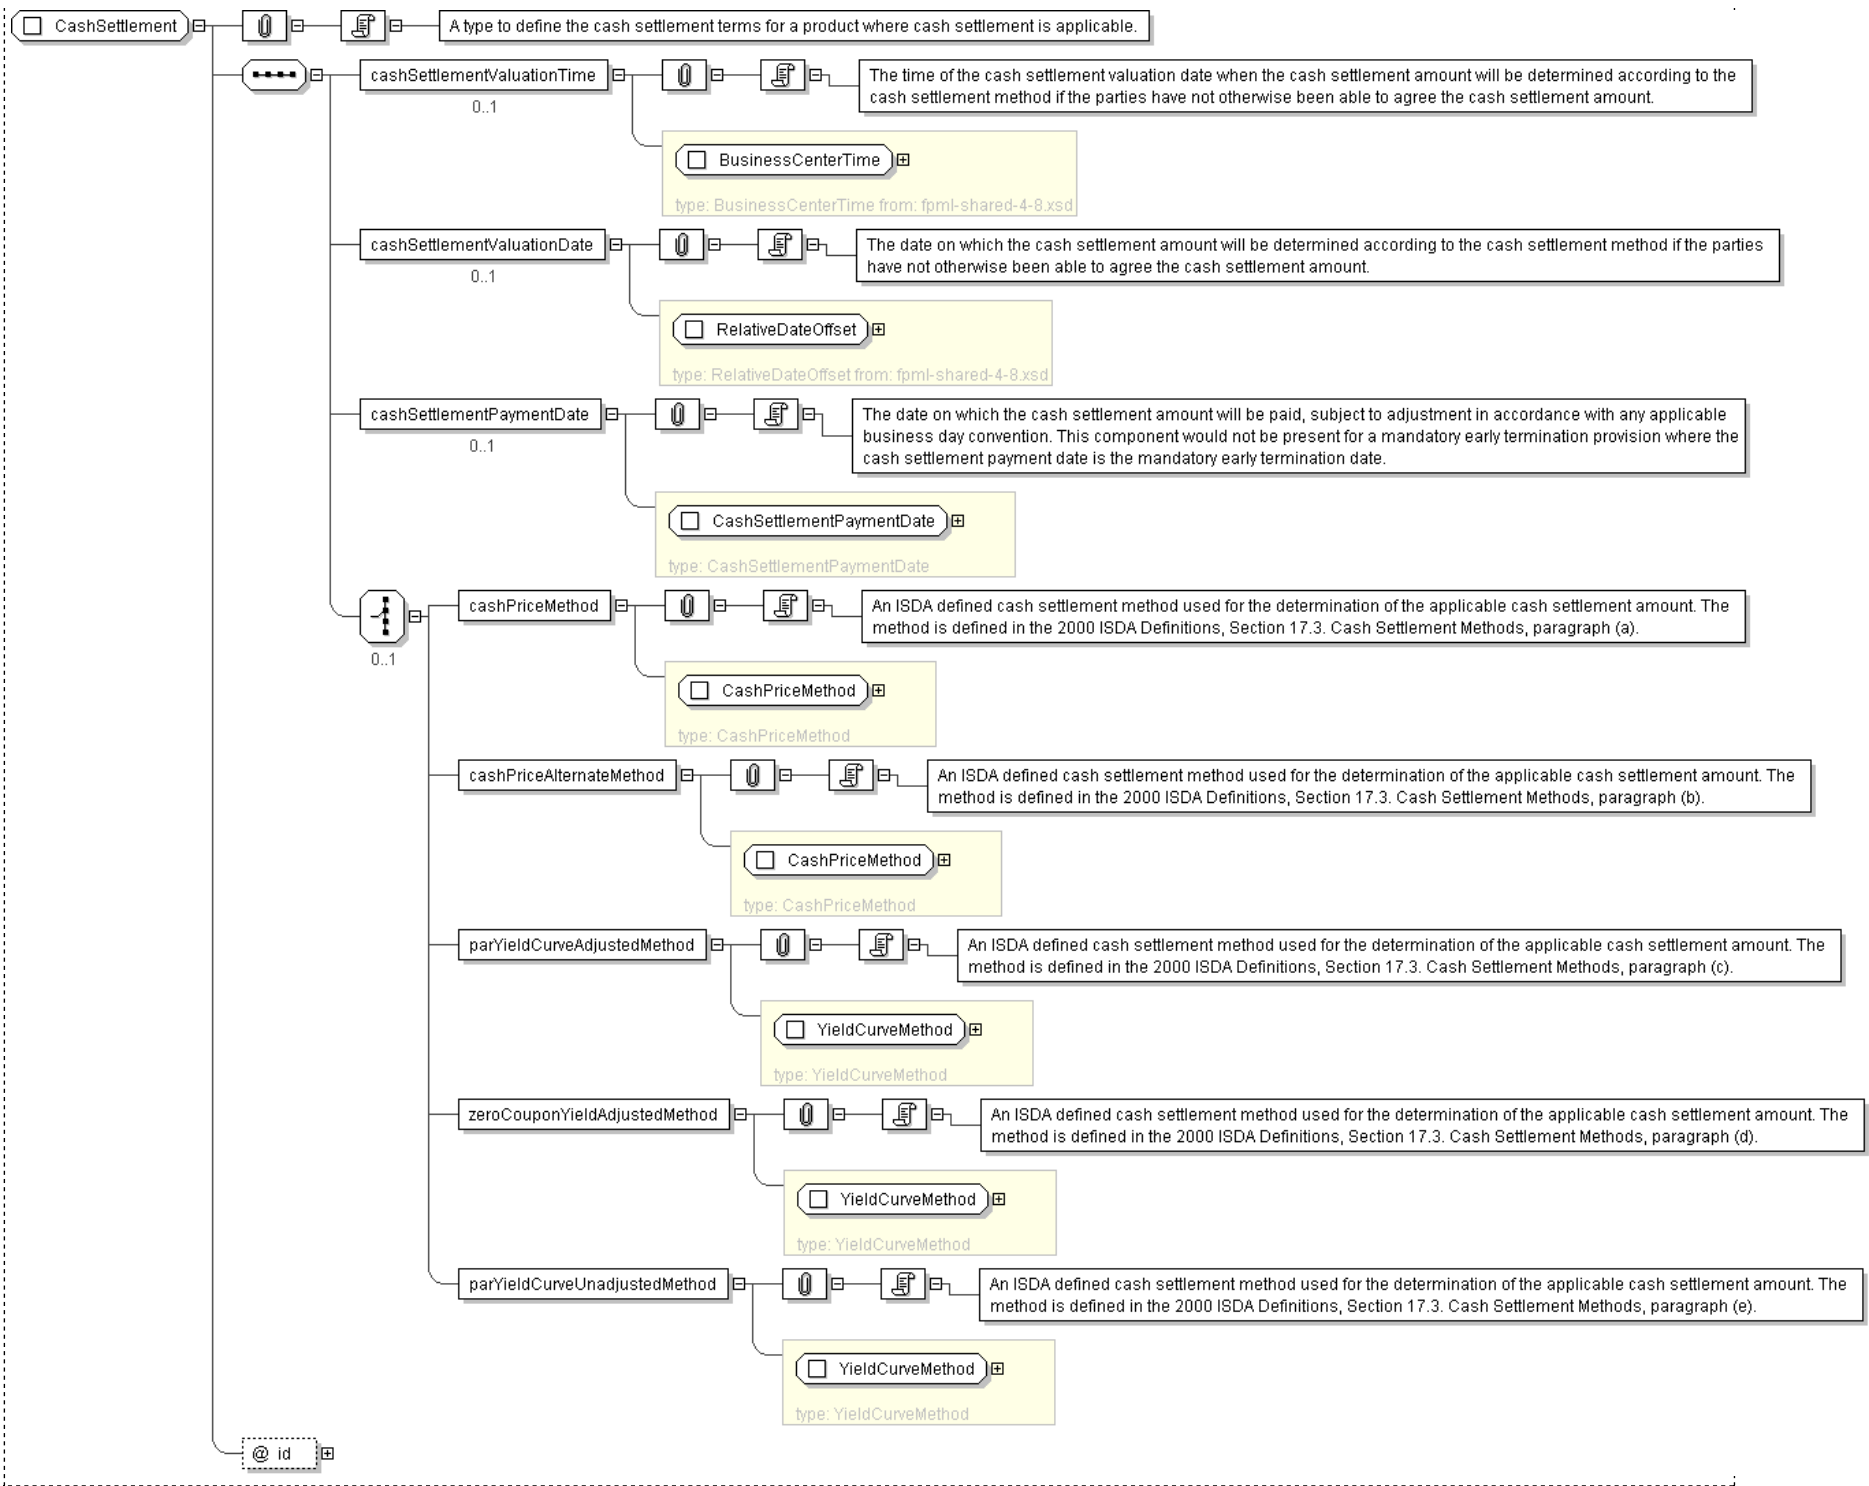 CashSettlement
A type to define the cash settlement terms for a product where cash settlement is applicable.
cashSettlementValuationTime
0..1
The time of the cash settlement valuation date when the cash settlement amount will be determined according to the
cash settlement method if the parties have not otherwise been able to agree the cash settlement amount.
BusinessCenterTime
type: BusinessCenterTime from: fpml-shared-4-8.xsd
cashSettlementValuationDate
0..1
The date on which the cash settlement amount will be determined according to the cash settlement method if the parties
have not otherwise been able to agree the cash settlement amount.
RelativeDateOffset
type: RelativeDateOffset from: fpml-shared-4-8.xsd
cashSettlementPaymentDate
0..1
The date on which the cash settlement amount will be paid, subject to adjustment in accordance with any applicable
business day convention. This component would not be present for a mandatory early termination provision where the
cash settlement payment date is the mandatory early termination date.
CashSettlementPaymentDate
type: CashSettlementPaymentDate
0..1
cashPriceMethod
An ISDA defined cash settlement method used for the determination of the applicable cash settlement amount. The
method is defined in the 2000 ISDA Definitions, Section 17.3. Cash Settlement Methods, paragraph (a).
CashPriceMethod
type: CashPriceMethod
cashPriceAlternateMethod
An ISDA defined cash settlement method used for the determination of the applicable cash settlement amount. The
method is defined in the 2000 ISDA Definitions, Section 17.3. Cash Settlement Methods, paragraph (b).
CashPriceMethod
type: CashPriceMethod
parYieldCurveAdjustedMethod
An ISDA defined cash settlement method used for the determination of the applicable cash settlement amount. The
method is defined in the 2000 ISDA Definitions, Section 17.3. Cash Settlement Methods, paragraph (c).
YieldCurveMethod
type: YieldCurveMethod
zeroCouponYieldAdjustedMethod
An ISDA defined cash settlement method used for the determination of the applicable cash settlement amount. The
method is defined in the 2000 ISDA Definitions, Section 17.3. Cash Settlement Methods, paragraph (d).
YieldCurveMethod
type: YieldCurveMethod
parYieldCurveUnadjustedMethod
An ISDA defined cash settlement method used for the determination of the applicable cash settlement amount. The
method is defined in the 2000 ISDA Definitions, Section 17.3. Cash Settlement Methods, paragraph (e).
YieldCurveMethod
type: YieldCurveMethod
@ id